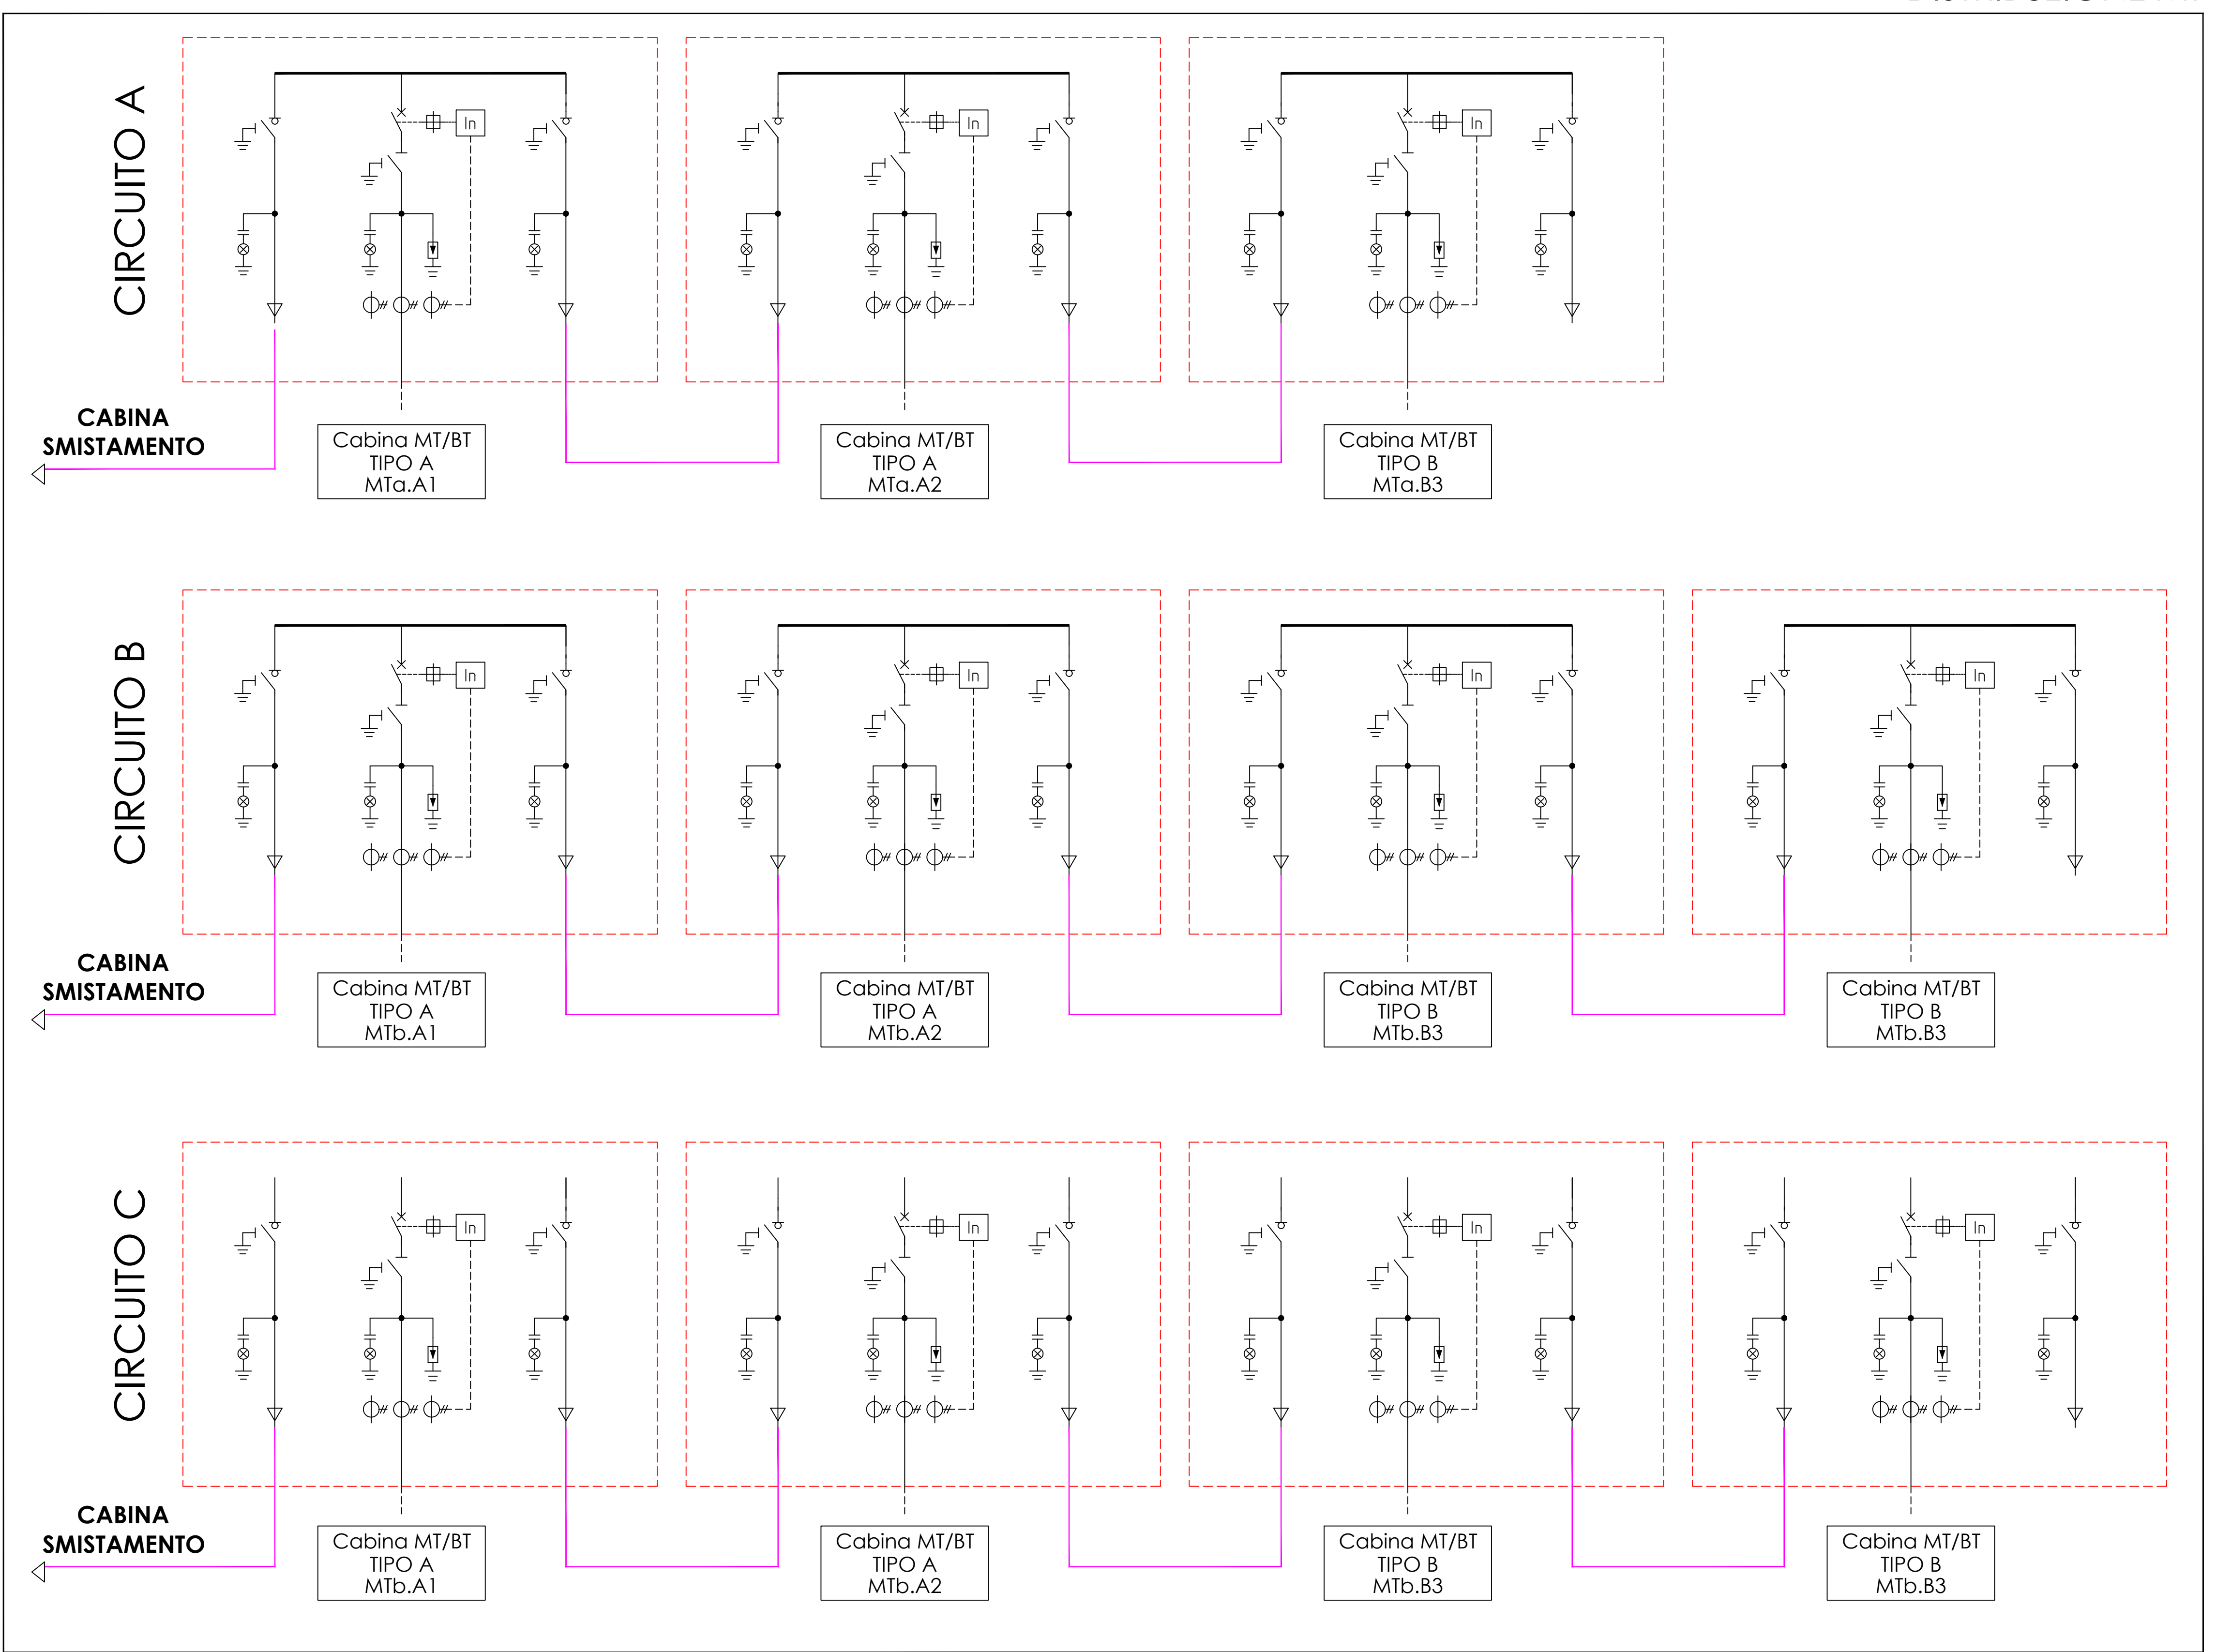 CIRCUITO A
In
In
In
CABINA
SMISTAMENTO
Cabina MT/BT
TIPO A
MTa.A1
Cabina MT/BT
TIPO A
MTa.A2
Cabina MT/BT
TIPO B
MTa.B3
CIRCUITO B
In
In
In
In
CABINA
SMISTAMENTO
Cabina MT/BT
TIPO A
MTb.A1
Cabina MT/BT
TIPO A
MTb.A2
Cabina MT/BT
TIPO B
MTb.B3
Cabina MT/BT
TIPO B
MTb.B3
CIRCUITO C
In
In
In
In
CABINA
SMISTAMENTO
Cabina MT/BT
TIPO A
MTb.A1
Cabina MT/BT
TIPO A
MTb.A2
Cabina MT/BT
TIPO B
MTb.B3
Cabina MT/BT
TIPO B
MTb.B3